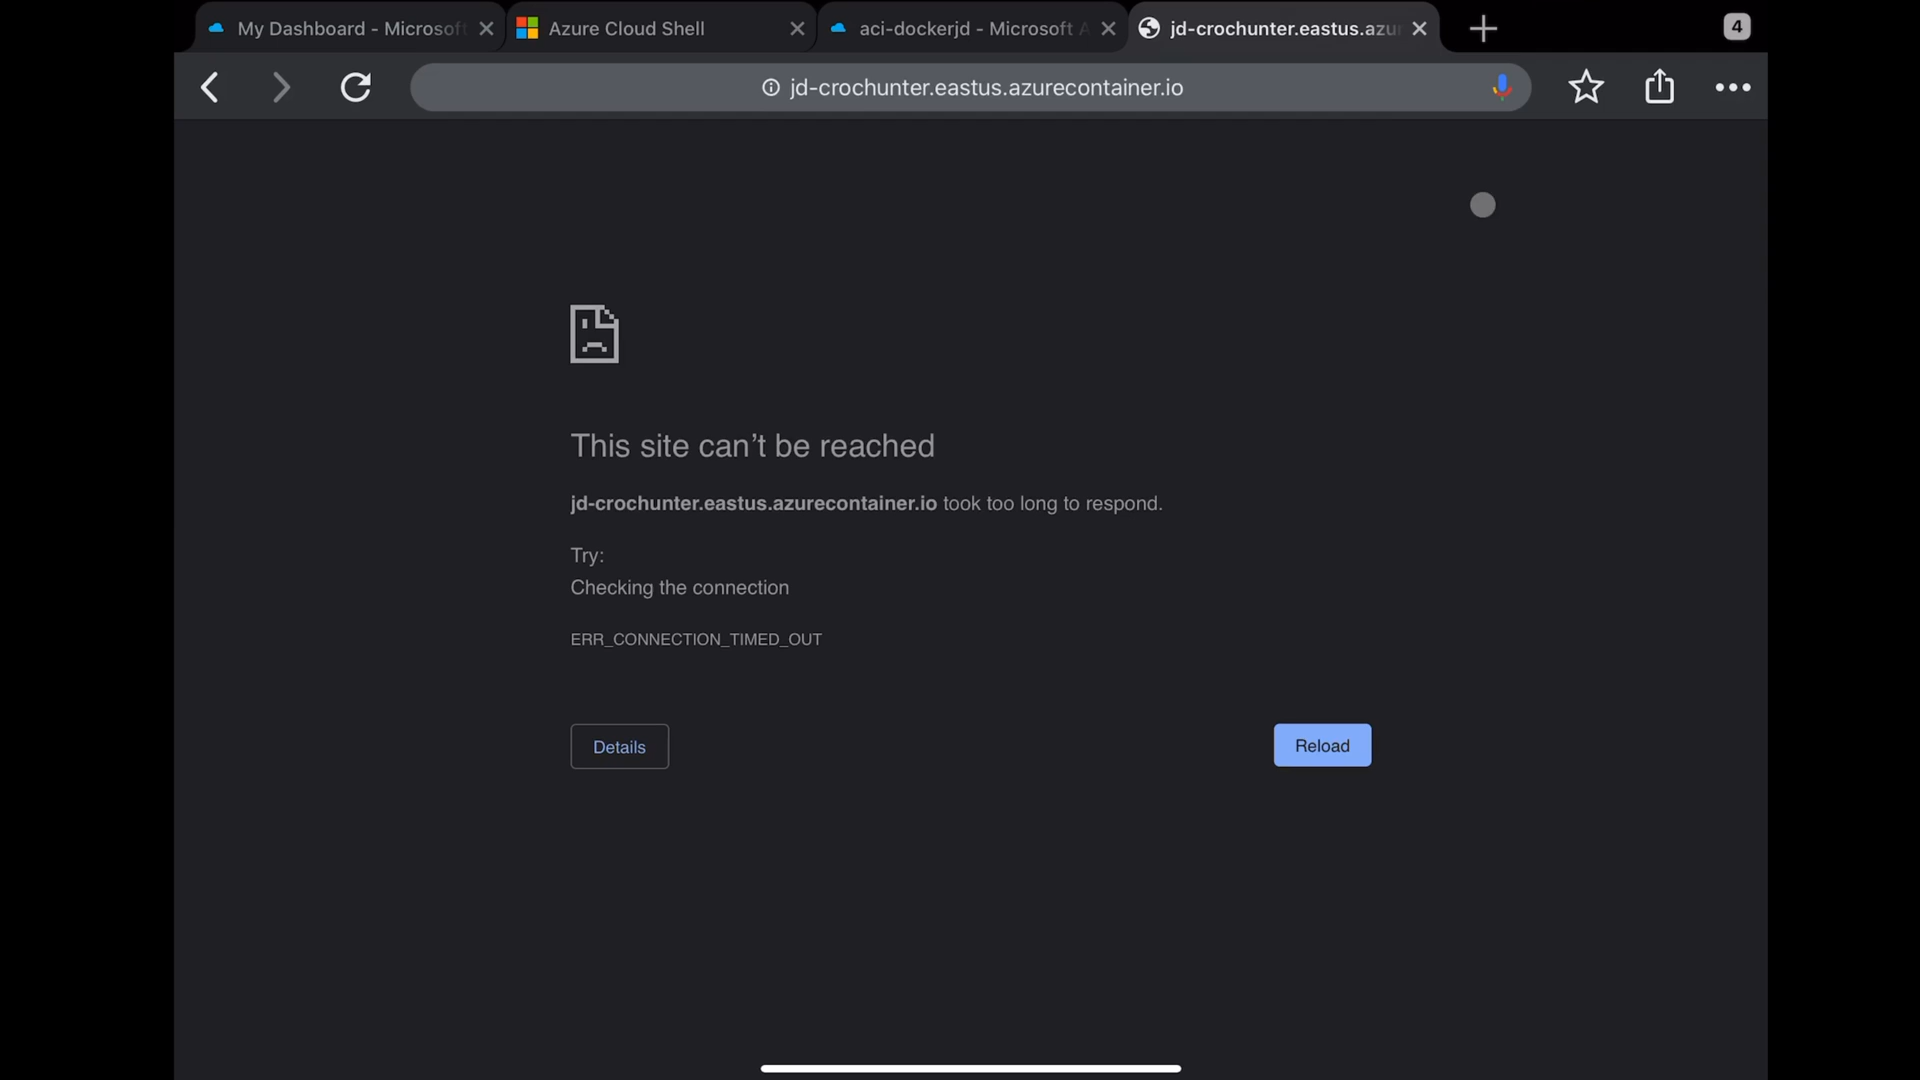 My Dashboard - Microsof
Azure Cloud Shell
aci-dockerjd - Microsoft A
jd-crochunter.eastus.azur
4
jd-crochunter.eastus.azurecontainer.io
This site can’t be reached
jd-crochunter.eastus.azurecontainer.io took too long to respond.
Try:
Checking the connection
ERR_CONNECTION_TIMED_OUT
Details
Reload